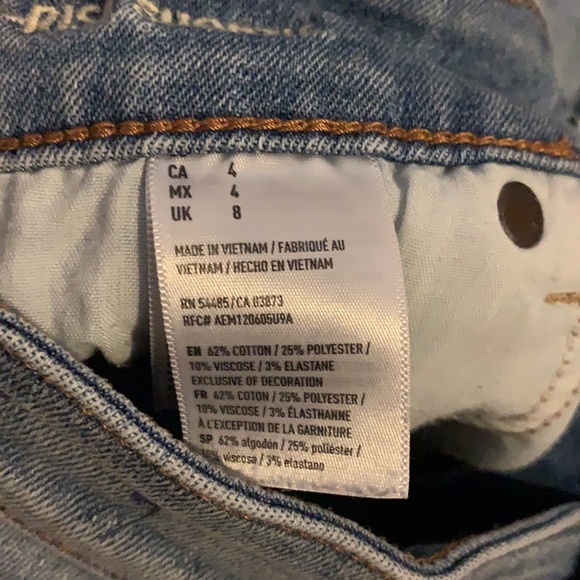 CA 4
MX 4
UK 8
MADE IN VIETNAM / FABRIQUÉ AU
VIETNAM / HECHO EN VIETNAM
RN 54485/CA 03873
RFC# AEM120605U9A
EN 62% COTTON / 25% POLYESTER /
10% VISCOSE / 3% ELASTANE
EXCLUSIVE OF DECORATION
FR 62% COTON / 25% POLYESTER /
10% VISCOSE / 3% ÉLASTHANNE
À L'EXCEPTION DE LA GARNITURE
SP 62% algodón / 25% poliéster /
10% viscosa / 3% elastano